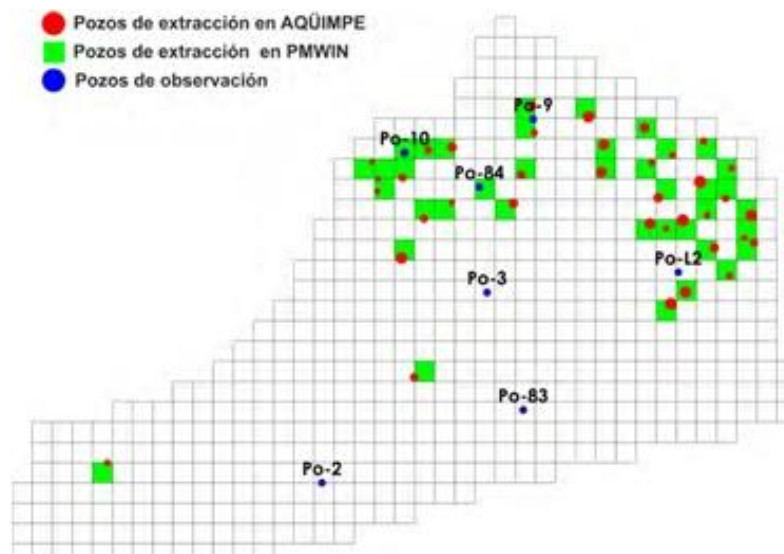 Pozos de extracción en AQÜIMPE
Pozos de extracción en PMWIN
Pozos de observación
Po-9
Po-10
Po-84
Po-L2
Po-3
Po-83
Po-2